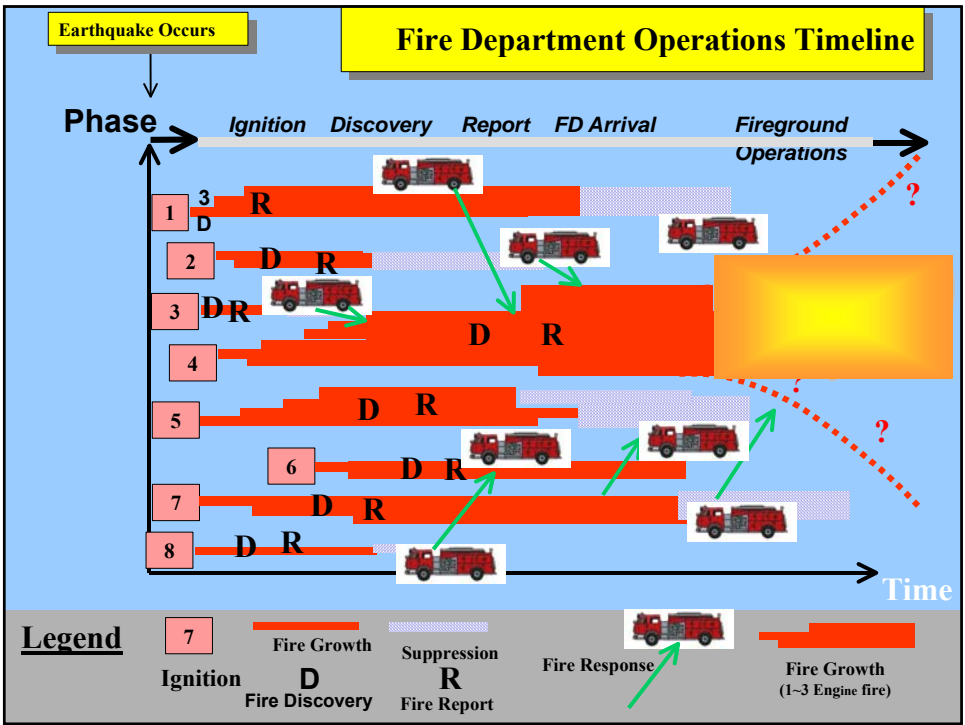 Earthquake Occurs
Fire Department Operations Timeline
Phase
Ignition Discovery Report FD Arrival Fireground
Operations
1 3 R
D
?
2 D R
3 D R
D R
4
?
5 D R
?
6 D R
7 D R
8 D R
Time
Legend
7
Ignition
Fire Growth
D
Fire Discovery
Suppression
R
Fire Report
Fire Response
Fire Growth
(1~3 Engine fire)